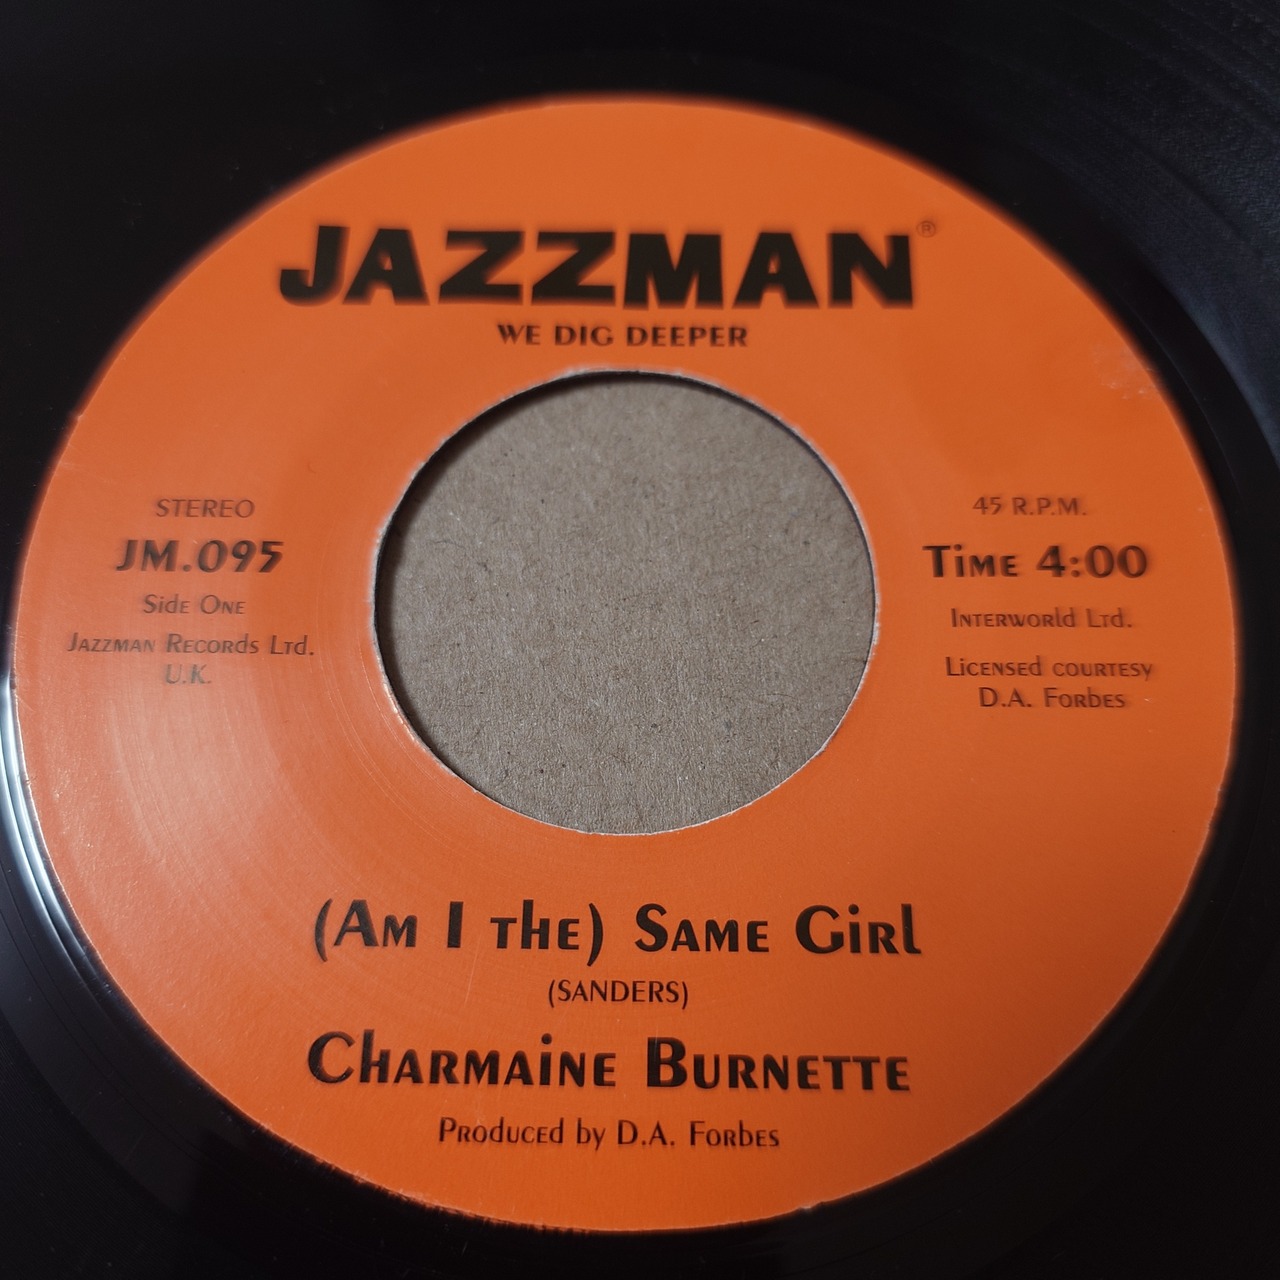 JAZZMAN®
WE DIG DEEPER
STEREO
JM.095
Side One
Jazzman Records Ltd.
U.K.
45 R.P.M.
Time 4:00
Interworld Ltd.
Licensed courtesy
D.A. Forbes
(Am I the) Same Girl
(SANDERS)
Charmaine Burnette
Produced by D.A. Forbes